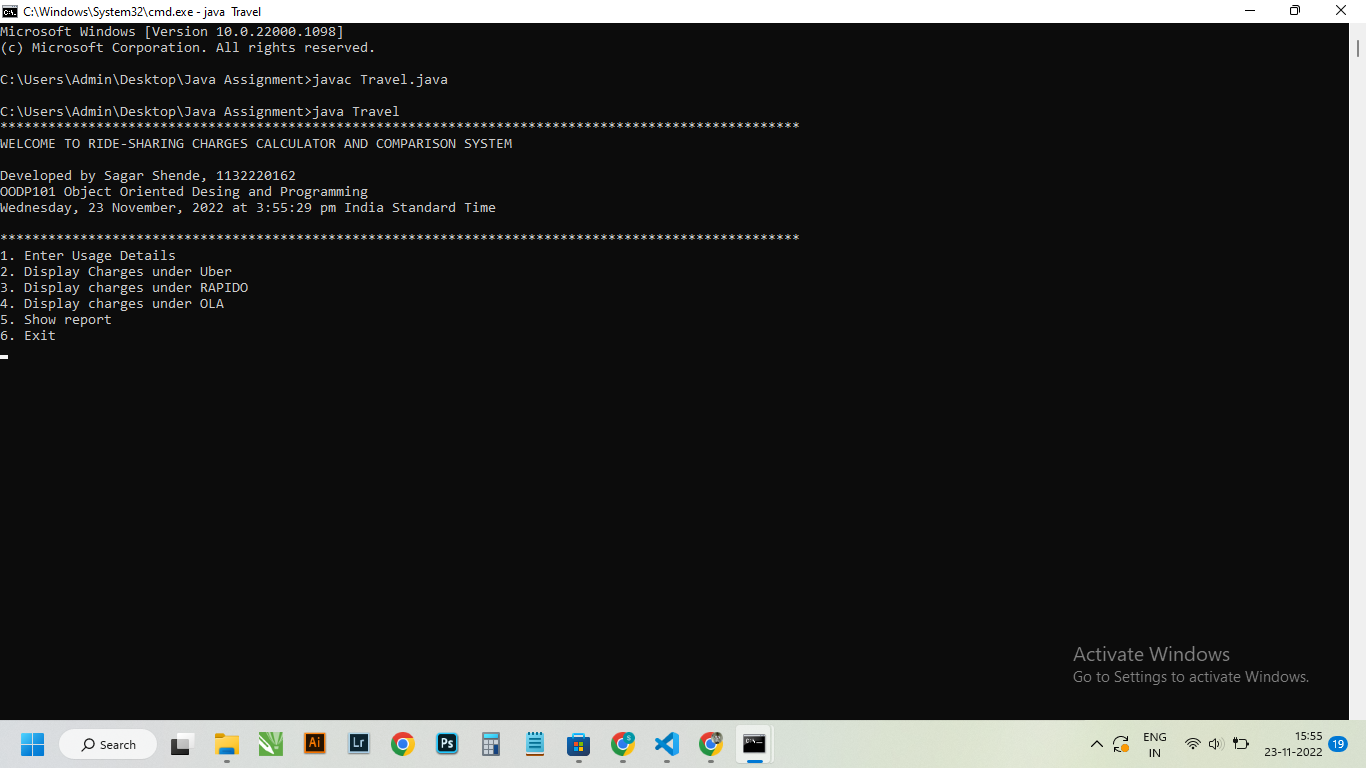 C:\Windows\System32\cmd.exe - java  Travel
Microsoft Windows [Version 10.0.22000.1098]
(c) Microsoft Corporation. All rights reserved.
C:\Users\Admin\Desktop\Java Assignment>javac Travel.java
C:\Users\Admin\Desktop\Java Assignment>java Travel
****************************************************************************************************
WELCOME TO RIDE-SHARING CHARGES CALCULATOR AND COMPARISON SYSTEM
Developed by Sagar Shende, 1132220162
OODP101 Object Oriented Desing and Programming
Wednesday, 23 November, 2022 at 3:55:29 pm India Standard Time
****************************************************************************************************
1. Enter Usage Details
2. Display Charges under Uber
3. Display charges under RAPIDO
4. Display charges under OLA
5. Show report
6. Exit
Activate Windows
Go to Settings to activate Windows.
Search
Ai
Lr
Ps
ENG
IN
15:55
23-11-2022
19